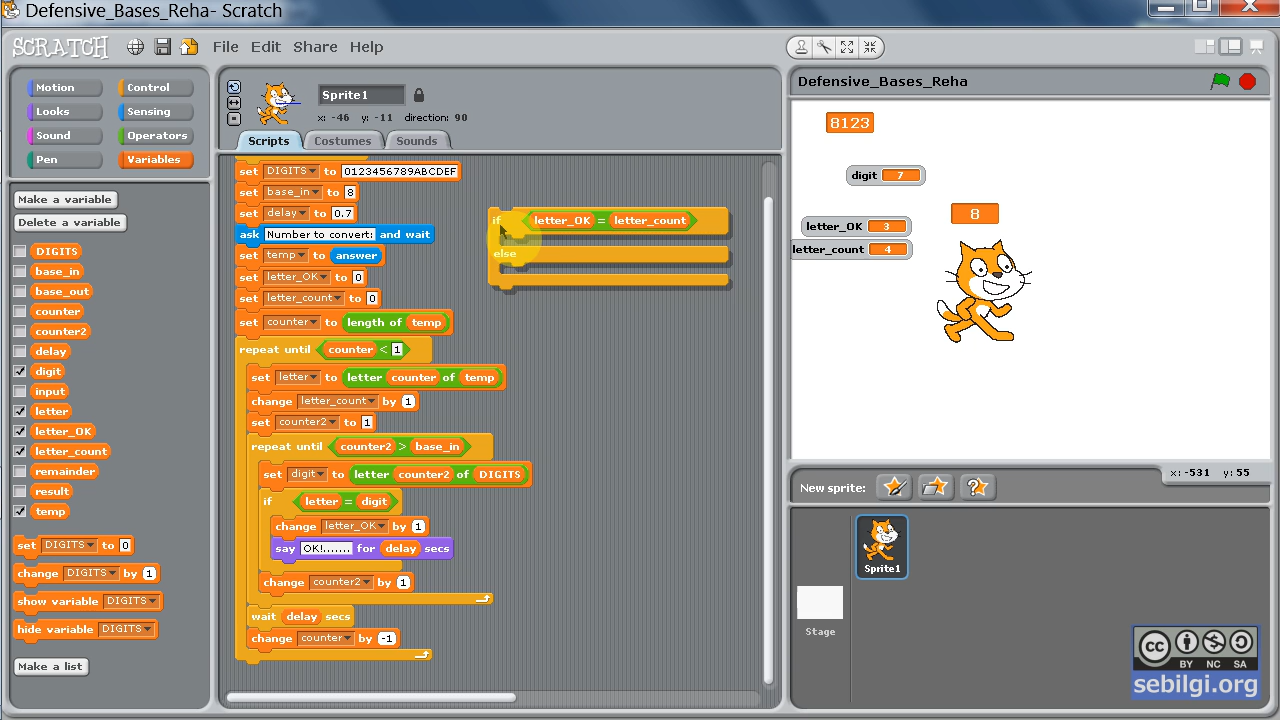 Defensive_Bases_Reha- Scratch
SCRATCH File Edit Share Help
Motion Control
Looks Sensing
Sound Operators
Pen Variables
Make a variable
Delete a variable
DIGITS
base_in
base_out
counter
counter2
delay
digit
input
letter
letter_OK
letter_count
remainder
result
temp
set DIGITS to 0
change DIGITS by 1
show variable DIGITS
hide variable DIGITS
Make a list
Sprite1
x: -46 y: -11 direction: 90
Scripts Costumes Sounds
set DIGITS to 0123456789ABCDEF
set base_in to 8
set delay to 0.7
ask Number to convert: and wait
set temp to answer
set letter_OK to 0
set letter_count to 0
set counter to length of temp
repeat until counter < 1
set letter to letter counter of temp
change letter_count by 1
set counter2 to 1
repeat until counter2 > base_in
set digit to letter counter2 of DIGITS
if letter = digit
change letter_OK by 1
say OK!....... for delay secs
change counter2 by 1
wait delay secs
change counter by -1
if letter_OK = letter_count
else
Defensive_Bases_Reha
8123
digit 7
8
letter_OK 3
letter_count 4
x: -531 y: 55
New sprite:
Sprite1
Stage
cc BY NC SA
sebilgi.org